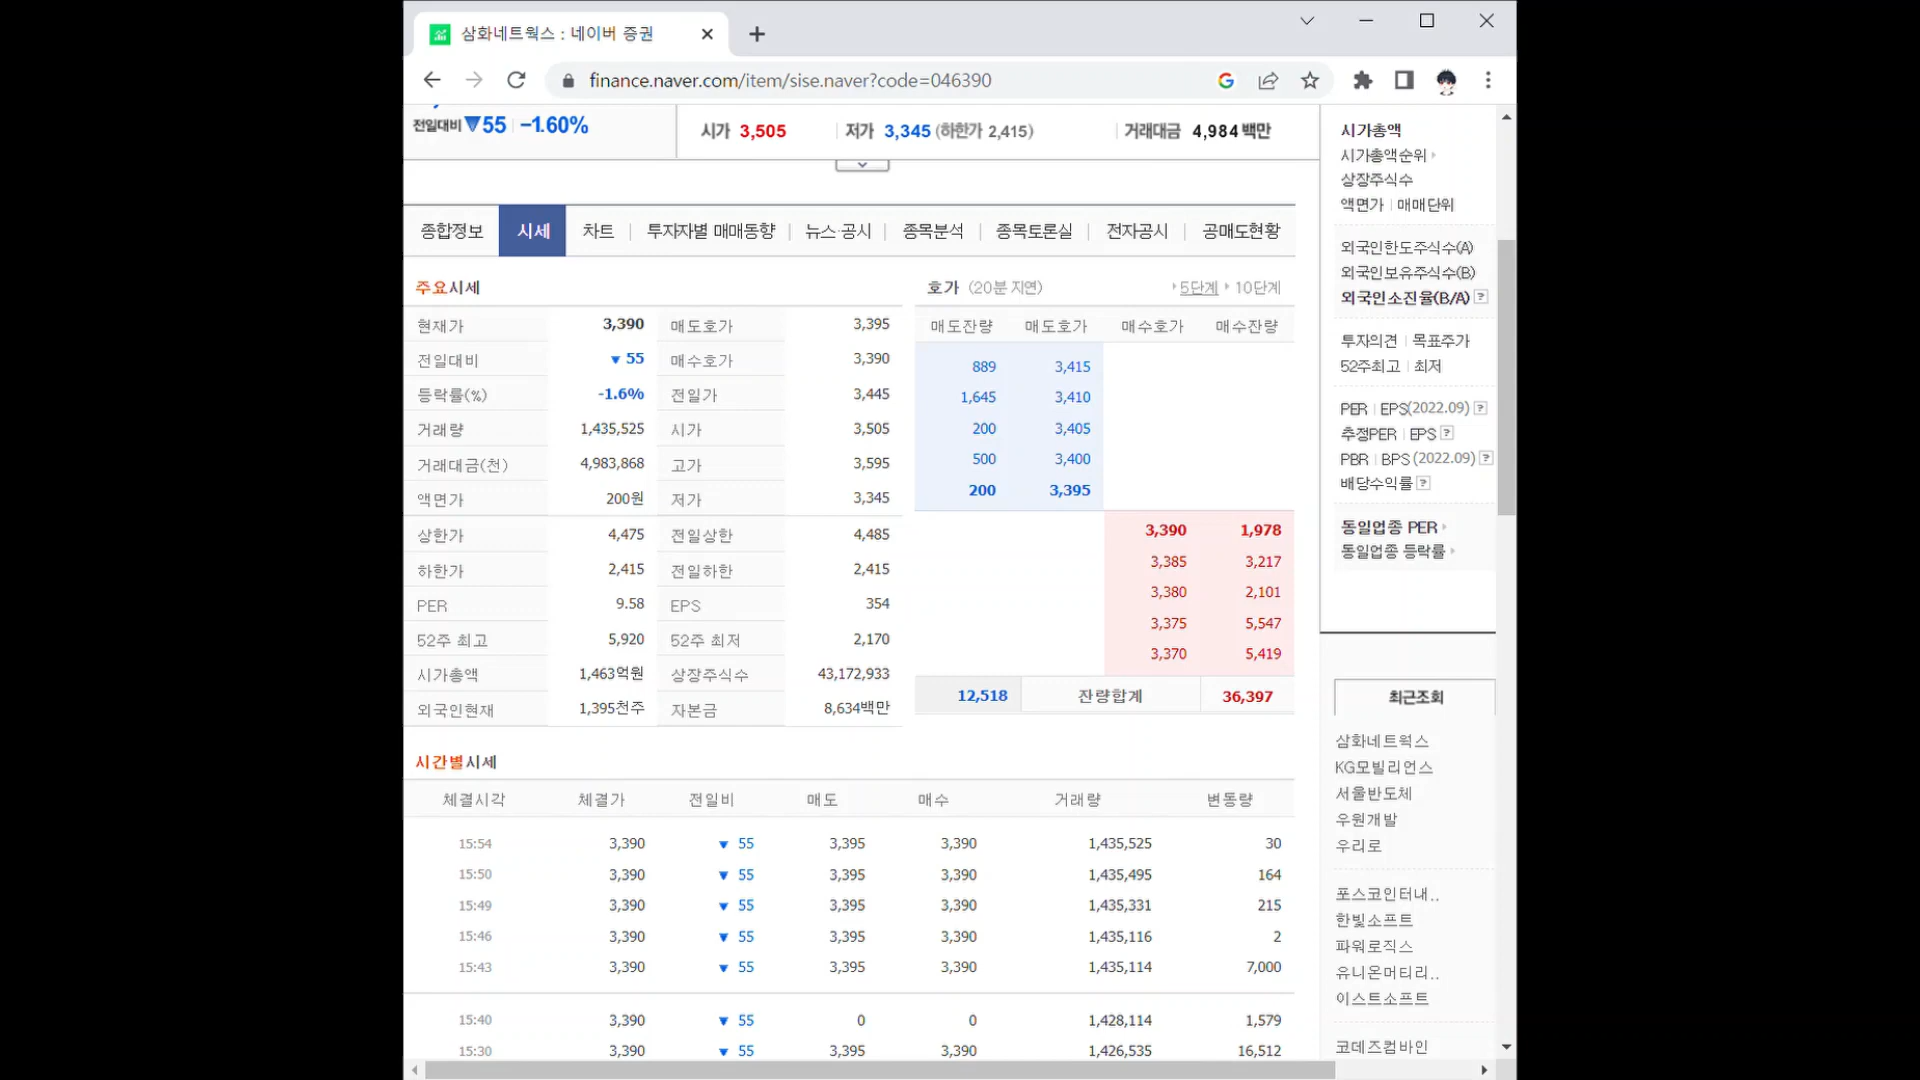 삼화네트웍스 : 네이버 증권
finance.naver.com/item/sise.naver?code=046390
전일대비 ▼55 -1.60%
시가 3,505 저가 3,345 (하한가 2,415) 거래대금 4,984 백만
종합정보 시세 차트 투자자별 매매동향 뉴스·공시 종목분석 종목토론실 전자공시 공매도현황
주요시세
현재가 3,390 매도호가 3,395
전일대비 ▼ 55 매수호가 3,390
등락률(%) -1.6% 전일가 3,445
거래량 1,435,525 시가 3,505
거래대금(천) 4,983,868 고가 3,595
액면가 200원 저가 3,345
상한가 4,475 전일상한 4,485
하한가 2,415 전일하한 2,415
PER 9.58 EPS 354
52주 최고 5,920 52주 최저 2,170
시가총액 1,463억원 상장주식수 43,172,933
외국인현재 1,395천주 자본금 8,634백만
호가 (20분 지연) 5단계 10단계
매도잔량 매도호가 매수호가 매수잔량
889 3,415
1,645 3,410
200 3,405
500 3,400
200 3,395
3,390 1,978
3,385 3,217
3,380 2,101
3,375 5,547
3,370 5,419
12,518 잔량합계 36,397
시간별시세
체결시각 체결가 전일비 매도 매수 거래량 변동량
15:54 3,390 ▼ 55 3,395 3,390 1,435,525 30
15:50 3,390 ▼ 55 3,395 3,390 1,435,495 164
15:49 3,390 ▼ 55 3,395 3,390 1,435,331 215
15:46 3,390 ▼ 55 3,395 3,390 1,435,116 2
15:43 3,390 ▼ 55 3,395 3,390 1,435,114 7,000
15:40 3,390 ▼ 55 0 0 1,428,114 1,579
15:30 3,390 ▼ 55 3,395 3,390 1,426,535 16,512
시가총액
시가총액순위
상장주식수
액면가 매매단위
외국인한도주식수(A)
외국인보유주식수(B)
외국인소진율(B/A) ?
투자의견 목표주가
52주최고 최저
PER EPS(2022.09) ?
추정PER EPS ?
PBR BPS (2022.09) ?
배당수익률 ?
동일업종 PER
동일업종 등락률
최근조회
삼화네트웍스
KG모빌리언스
서울반도체
우원개발
우리로
포스코인터내..
한빛소프트
파워로직스
유니온머티리..
이스트소프트
코데즈컴바인